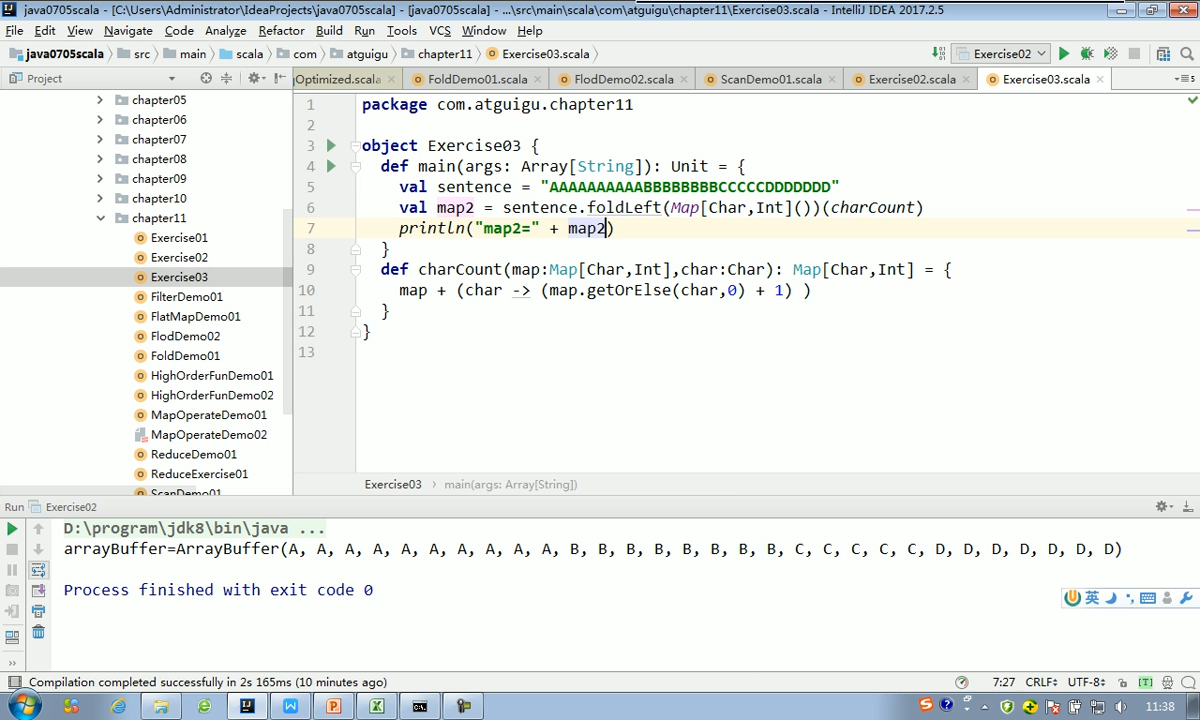 java0705scala - [C:\Users\Administrator\IdeaProjects\java0705scala] - [java0705scala] - ...\src\main\scala\com\atguigu\chapter11\Exercise03.scala - IntelliJ IDEA 2017.2.5
File Edit View Navigate Code Analyze Refactor Build Run Tools VCS Window Help
java0705scala src main scala com atguigu chapter11 Exercise03.scala Exercise02
Project
Optimized.scala FoldDemo01.scala FlodDemo02.scala ScanDemo01.scala Exercise02.scala Exercise03.scala
chapter05
chapter06
chapter07
chapter08
chapter09
chapter10
chapter11
Exercise01
Exercise02
Exercise03
FilterDemo01
FlatMapDemo01
FlodDemo02
FoldDemo01
HighOrderFunDemo01
HighOrderFunDemo02
MapOperateDemo01
MapOperateDemo02
ReduceDemo01
ReduceExercise01
ScanDemo01
1 package com.atguigu.chapter11
2
3 object Exercise03 {
4 def main(args: Array[String]): Unit = {
5 val sentence = "AAAAAAAAAABBBBBBBBCCCCCDDDDDDD"
6 val map2 = sentence.foldLeft(Map[Char,Int]())(charCount)
7 println("map2=" + map2)
8 }
9 def charCount(map:Map[Char,Int],char:Char): Map[Char,Int] = {
10 map + (char -> (map.getOrElse(char,0) + 1) )
11 }
12 }
13
Exercise03 main(args: Array[String])
Run Exercise02
D:\program\jdk8\bin\java ...
arrayBuffer=ArrayBuffer(A, A, A, A, A, A, A, A, A, A, B, B, B, B, B, B, B, B, C, C, C, C, C, D, D, D, D, D, D, D)
Process finished with exit code 0
英
Compilation completed successfully in 2s 165ms (10 minutes ago) 7:27 CRLF UTF-8
11:38